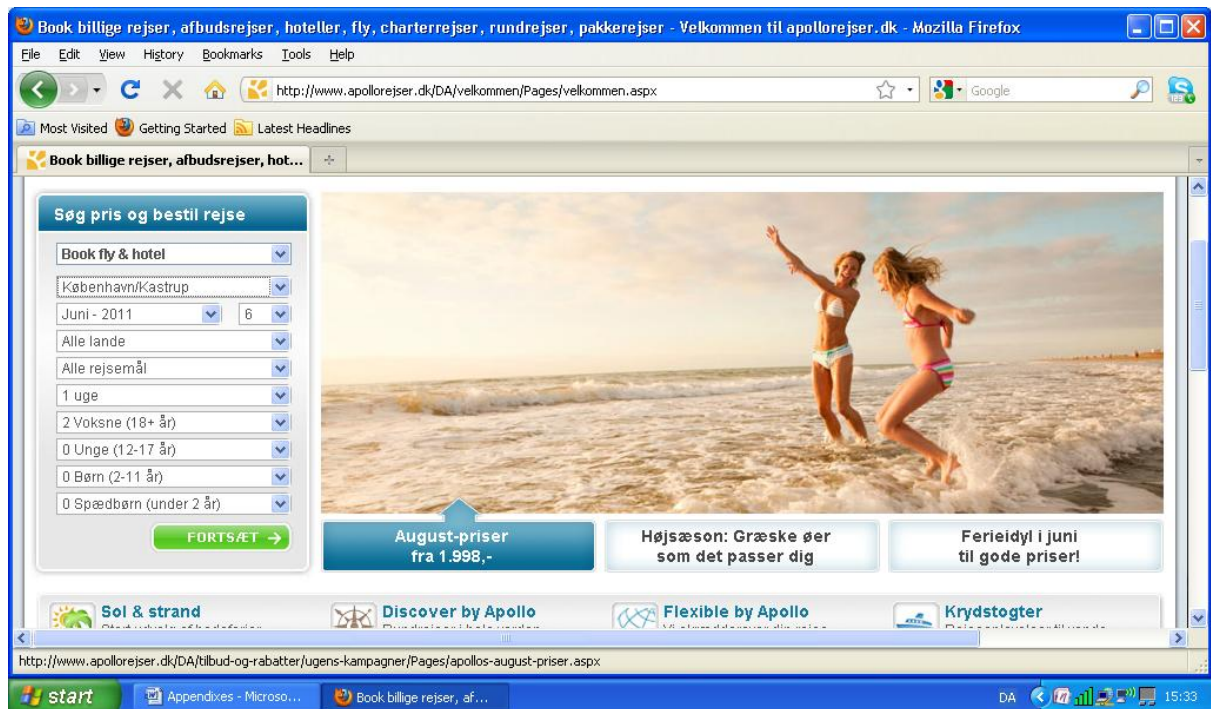 Book billige rejser, afbudsrejser, hoteller, fly, charterrejser, rundrejser, pakkerejser - Velkommen til apollorejser.dk - Mozilla Firefox
File Edit View History Bookmarks Tools Help
http://www.apollorejser.dk/DA/velkommen/Pages/velkommen.aspx
Google
Most Visited Getting Started Latest Headlines
Book billige rejser, afbudsrejser, hot...
Søg pris og bestil rejse
Book fly & hotel
København/Kastrup
Juni - 2011 6
Alle lande
Alle rejsemål
1 uge
2 Voksne (18+ år)
0 Unge (12-17 år)
0 Børn (2-11 år)
0 Spædbørn (under 2 år)
FORTSÆT
August-priser
fra 1.998,-
Højsæson: Græske øer
som det passer dig
Ferieidyl i juni
til gode priser!
Sol & strand Discover by Apollo Flexible by Apollo Krydstogter
http://www.apollorejser.dk/DA/tilbud-og-rabatter/ugens-kampagner/Pages/apollos-august-priser.aspx
start Appendixes - Microso... Book billige rejser, af... DA 15:33